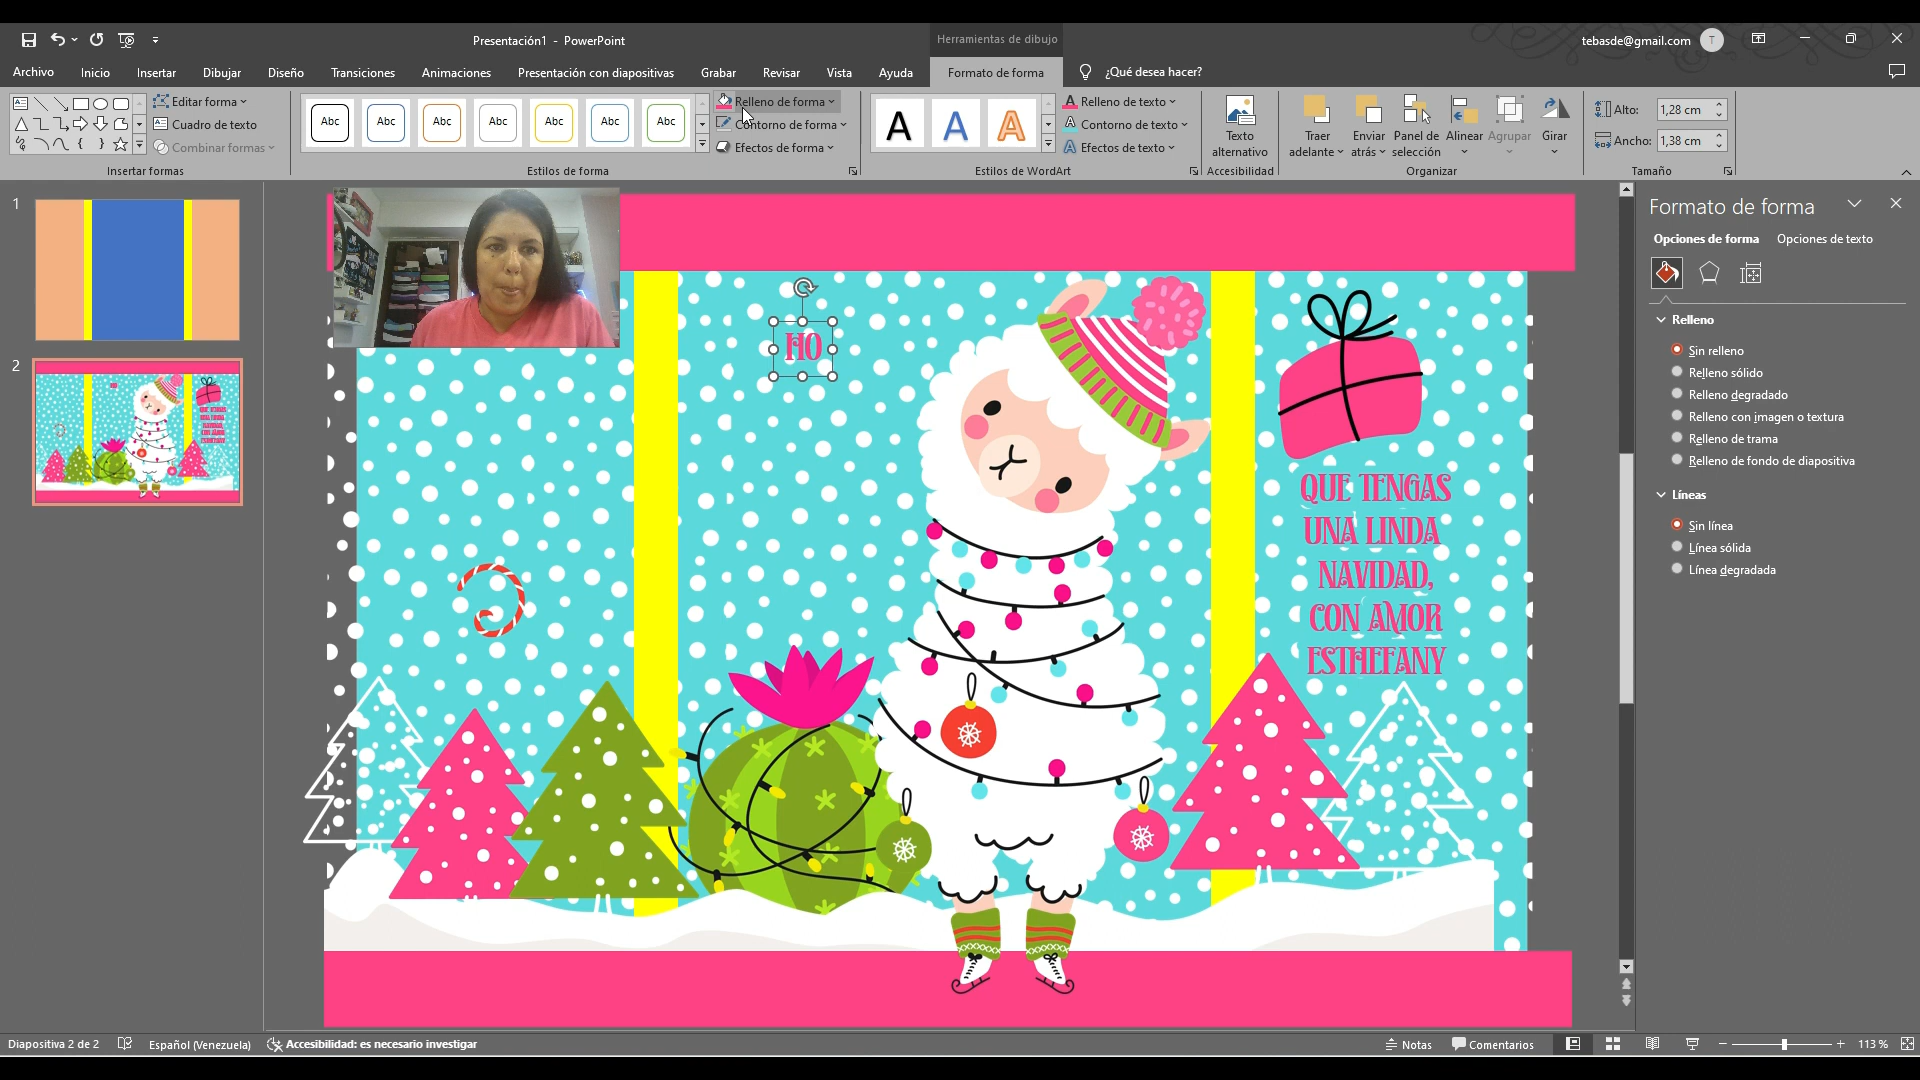 Presentación1 - PowerPoint
Herramientas de dibujo
tebasde@gmail.com
T
Archivo
Inicio
Insertar
Dibujar
Diseño
Transiciones
Animaciones
Presentación con diapositivas
Grabar
Revisar
Vista
Ayuda
Formato de forma
¿Qué desea hacer?
Editar forma
Cuadro de texto
Combinar formas
Insertar formas
Abc
Abc
Abc
Abc
Abc
Abc
Abc
Relleno de forma
Contorno de forma
Efectos de forma
Estilos de forma
A
A
A
Relleno de texto
Contorno de texto
Efectos de texto
Estilos de WordArt
Texto
alternativo
Accesibilidad
Traer
adelante
Enviar
atrás
Panel de
selección
Alinear
Agrupar
Girar
Organizar
Alto:
1,28 cm
Ancho:
1,38 cm
Tamaño
1
2
HO
QUE TENGAS
UNA LINDA
NAVIDAD,
CON AMOR
ESTHEFANY
Formato de forma
Opciones de forma
Opciones de texto
Relleno
Sin relleno
Relleno sólido
Relleno degradado
Relleno con imagen o textura
Relleno de trama
Relleno de fondo de diapositiva
Líneas
Sin línea
Línea sólida
Línea degradada
Diapositiva 2 de 2
Español (Venezuela)
Accesibilidad: es necesario investigar
Notas
Comentarios
113 %